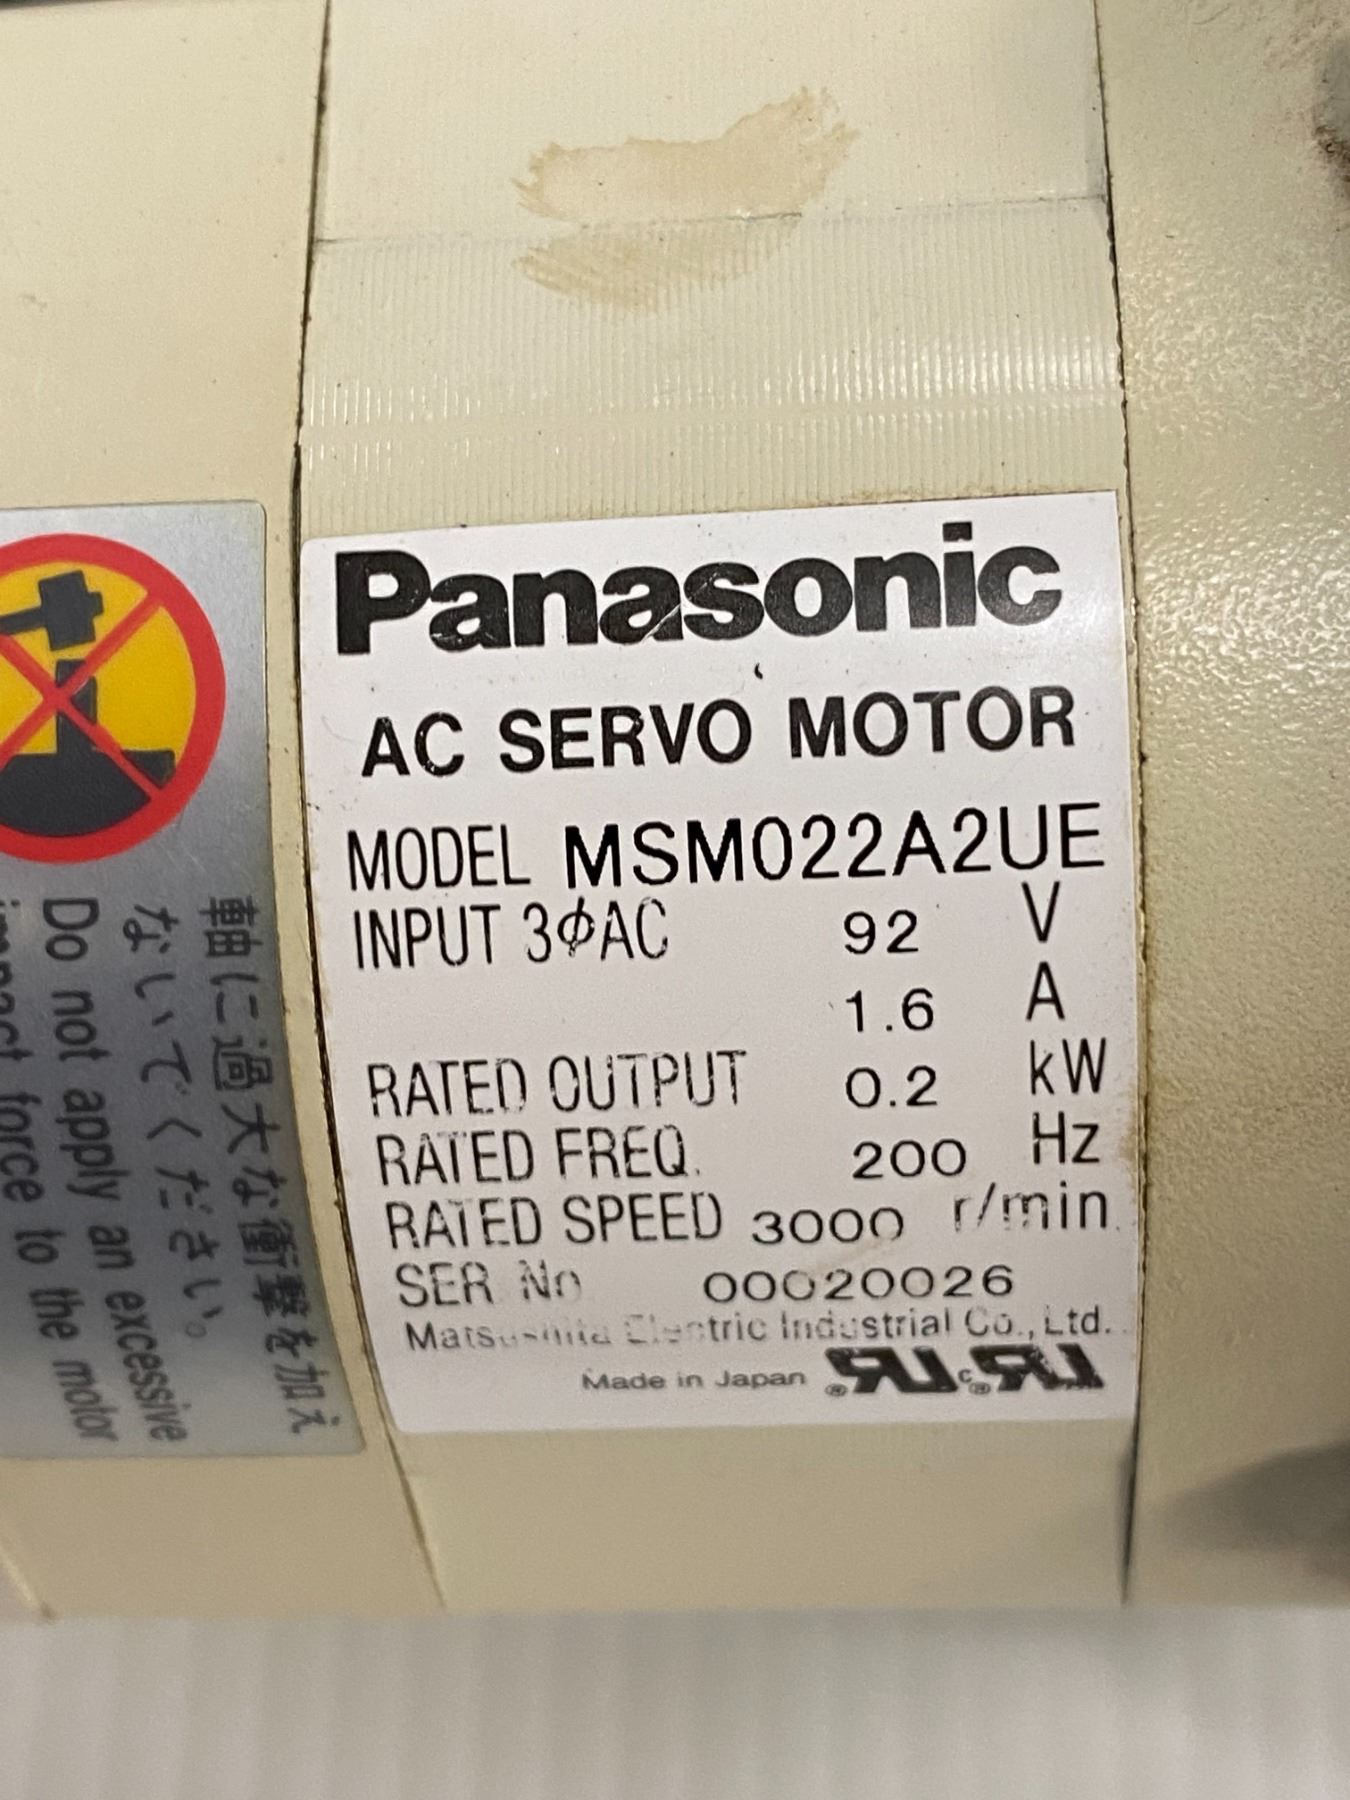 Panasonic
AC SERVO MOTOR
MODEL MSM022A2UE
INPUT 3ΦAC 92 V
1.6 A
RATED OUTPUT 0.2 kW
RATED FREQ. 200 Hz
RATED SPEED 3000 r/min
SER No 00020026
Matsushita Electric Industrial Co., Ltd.
Made in Japan
軸に過大な衝撃を加え
ないでください。
Do not apply an excessive
impact force to the motor